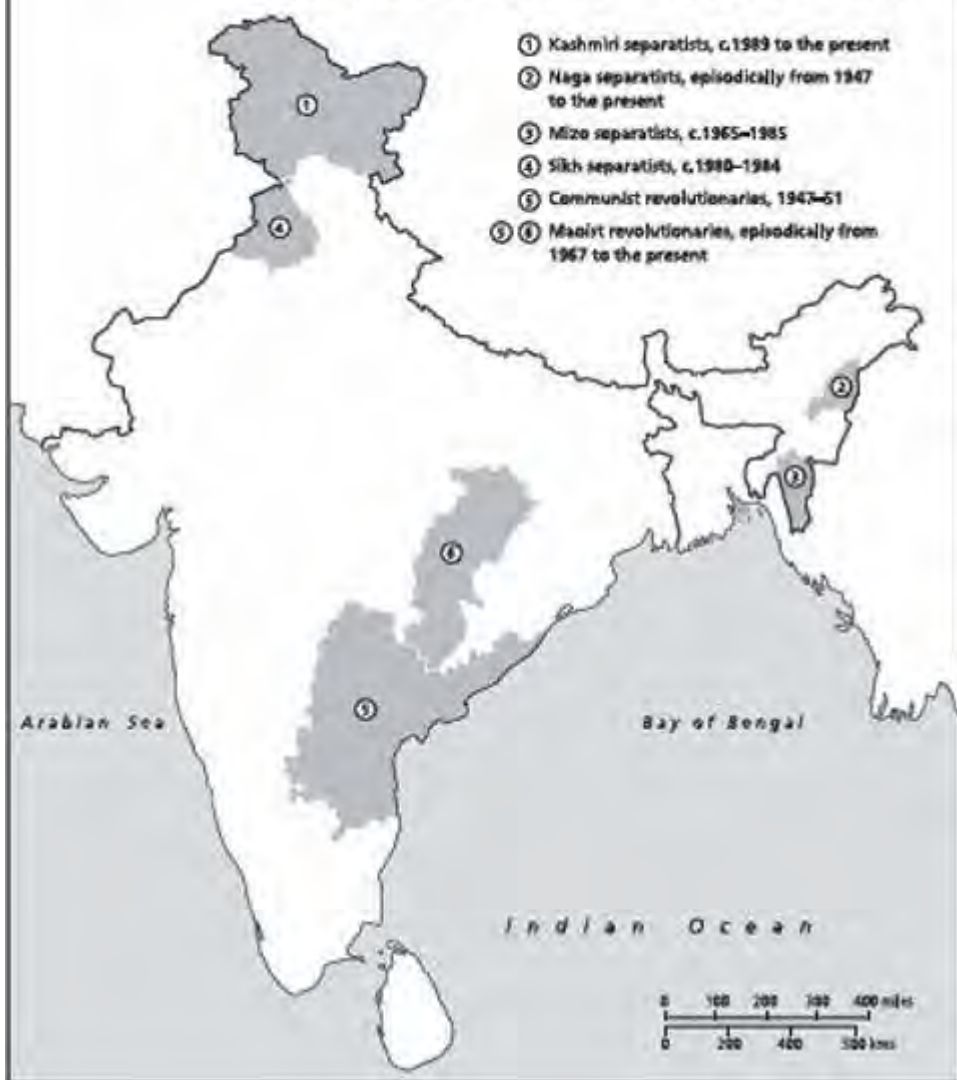 ① Kashmiri separatists, c.1989 to the present
② Naga separatists, episodically from 1947
to the present
③ Mizo separatists, c.1965–1985
④ Sikh separatists, c.1980–1984
⑤ Communist revolutionaries, 1947–51
⑤ ⑥ Maoist revolutionaries, episodically from
1967 to the present
①
④
②
③
⑥
⑤
Arabian Sea
Bay of Bengal
Indian Ocean
0 100 200 300 400 miles
0 200 400 500 kms